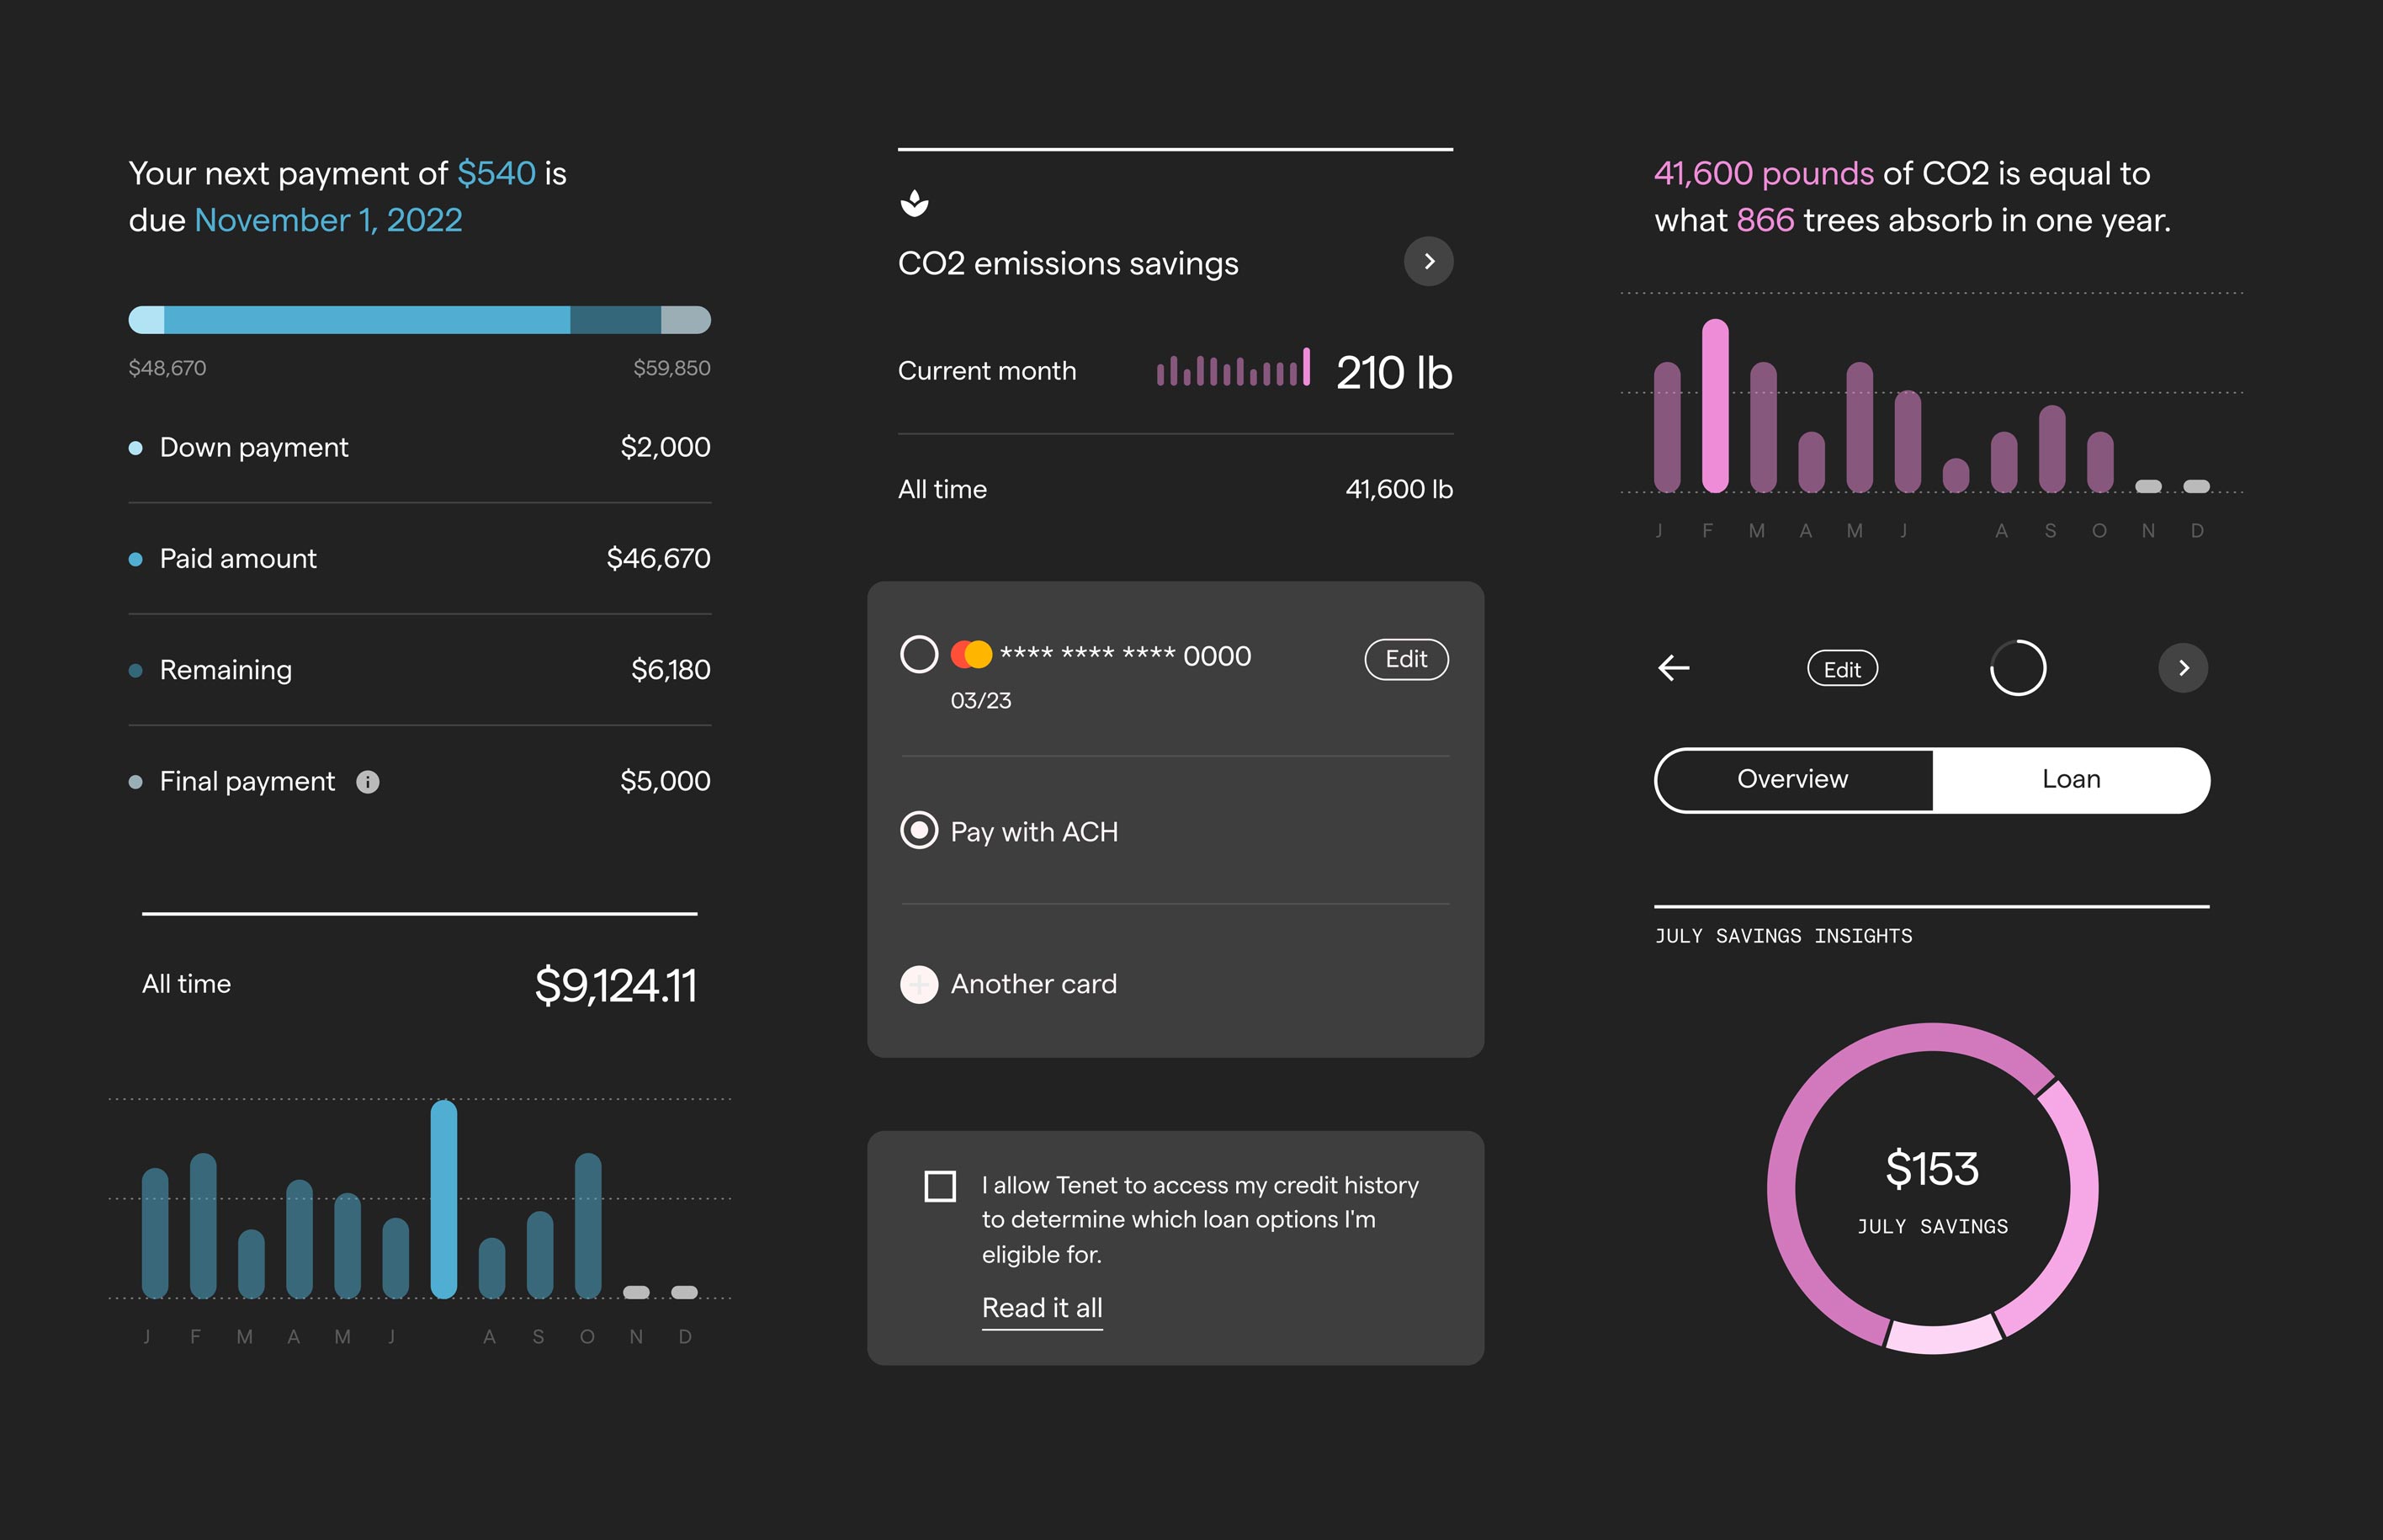 Your next payment of $540 is
due November 1, 2022
$48,670 $59,850
Down payment $2,000
Paid amount $46,670
Remaining $6,180
Final payment i $5,000
All time $9,124.11
J F M A M J A S O N D
CO2 emissions savings
Current month 210 lb
All time 41,600 lb
**** **** **** 0000 Edit
03/23
Pay with ACH
Another card
I allow Tenet to access my credit history
to determine which loan options I'm
eligible for.
Read it all
41,600 pounds of CO2 is equal to
what 866 trees absorb in one year.
J F M A M J A S O N D
Edit
Overview Loan
JULY SAVINGS INSIGHTS
$153
JULY SAVINGS